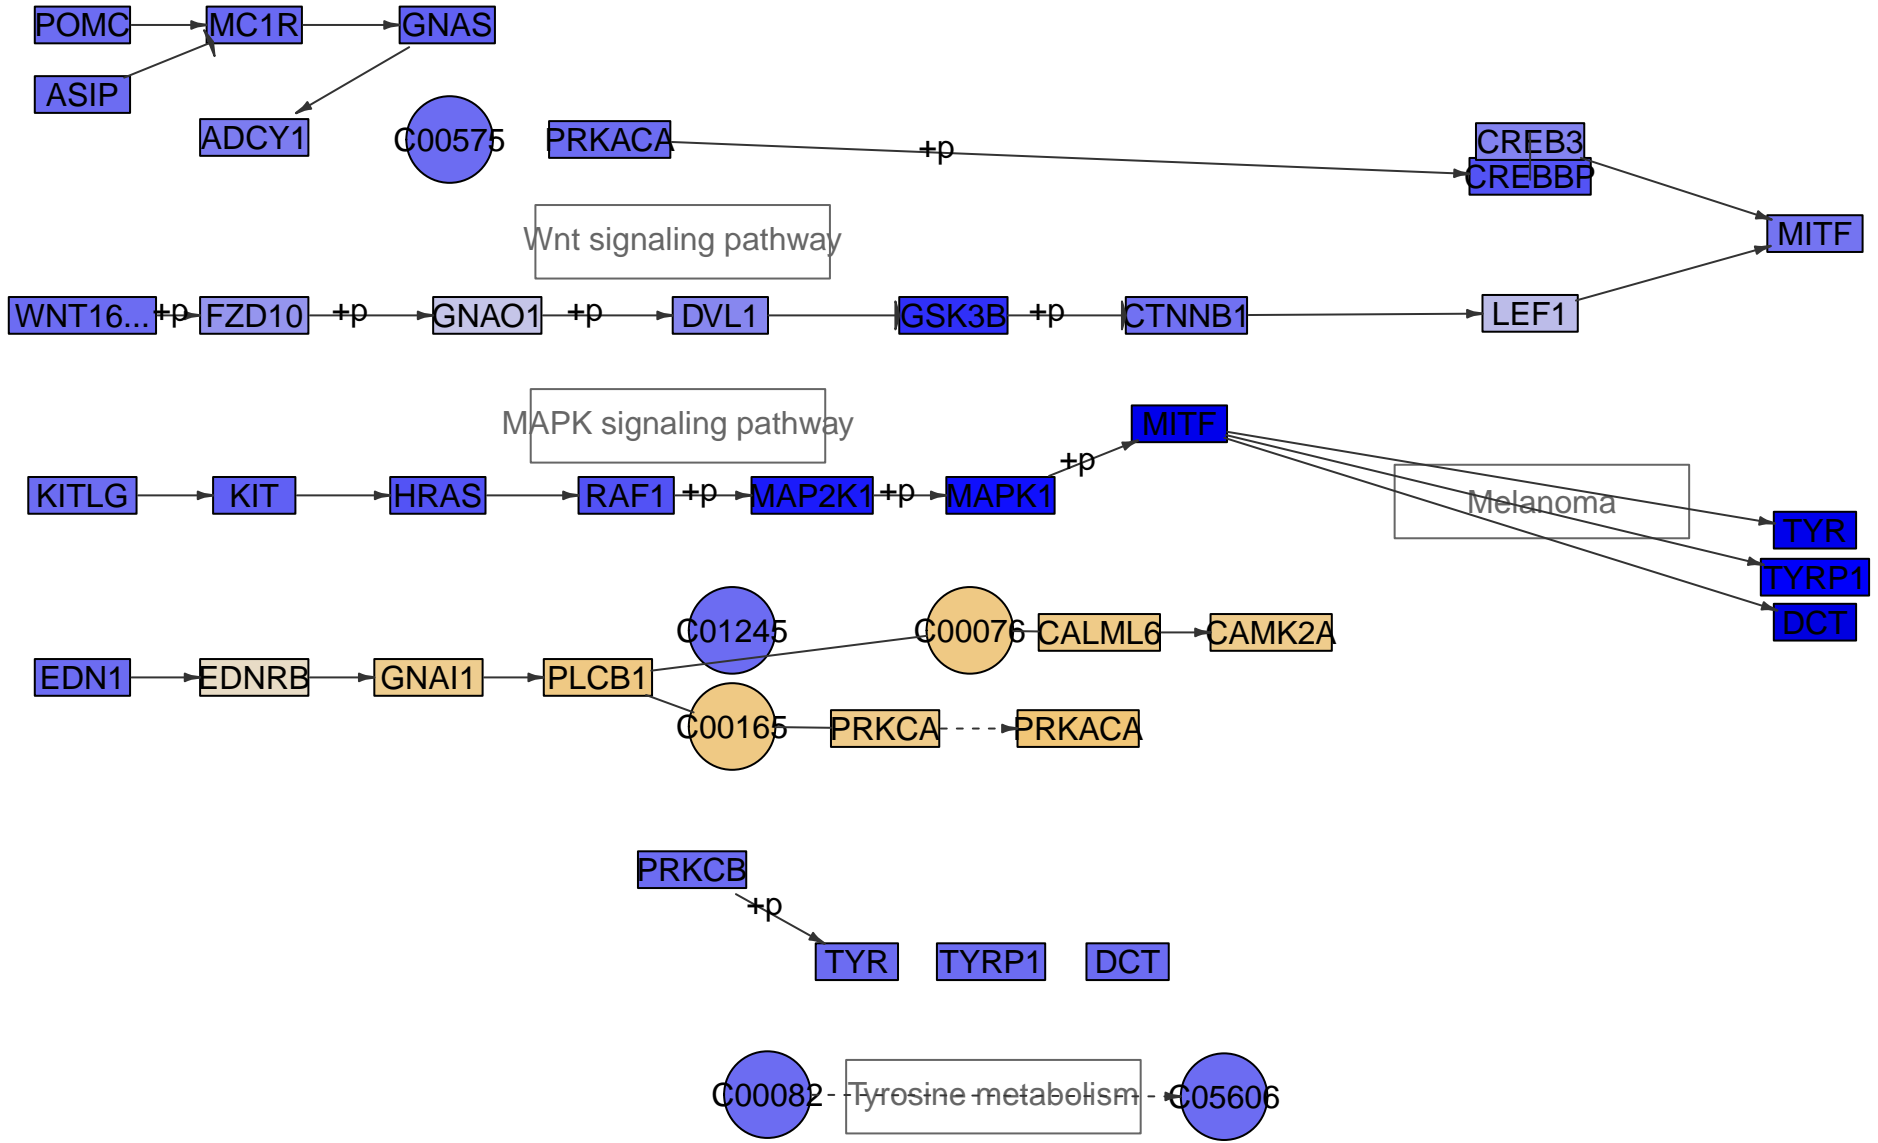 POMC
MC1R
GNAS
ASIP
ADCY1
C00575
PRKACA
+p
CREB3
CREBBP
MITF
Wnt signaling pathway
WNT16...
+p
FZD10
+p
GNAO1
+p
DVL1
GSK3B
+p
CTNNB1
LEF1
MAPK signaling pathway
MITF
+p
KITLG
KIT
HRAS
RAF1
+p
MAP2K1
+p
MAPK1
Melanoma
TYR
TYRP1
DCT
C01245
C00076
CALML6
CAMK2A
EDN1
EDNRB
GNAI1
PLCB1
C00165
PRKCA
PRKACA
PRKCB
+p
TYR
TYRP1
DCT
C00082
Tyrosine metabolism
C05606